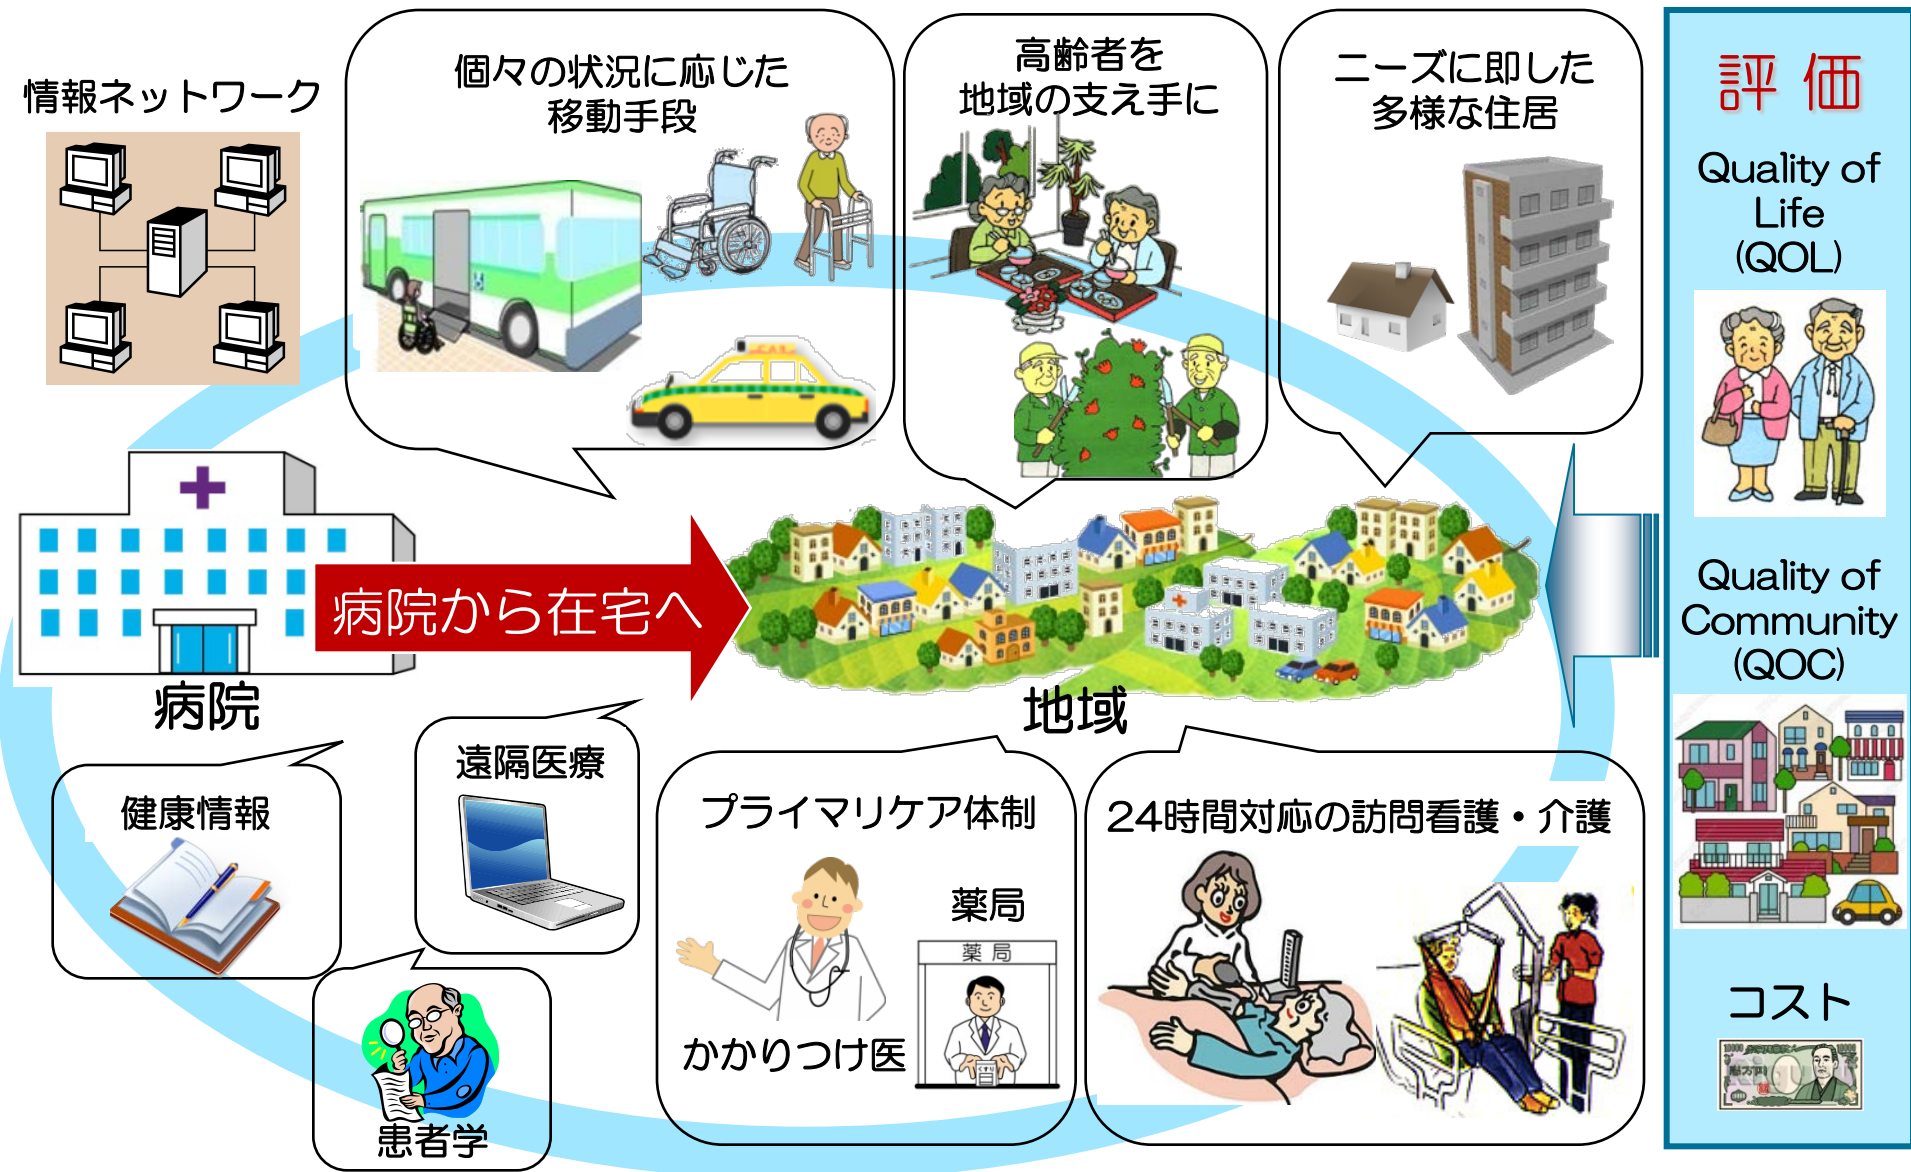 情報ネットワーク
個々の状況に応じた
移動手段
高齢者を
地域の支え手に
ニーズに即した
多様な住居
病院から在宅へ
病院
地域
健康情報
遠隔医療
患者学
プライマリケア体制
かかりつけ医
薬局
薬局
24時間対応の訪問看護・介護
評価
Quality of
Life
(QOL)
Quality of
Community
(QOC)
コスト